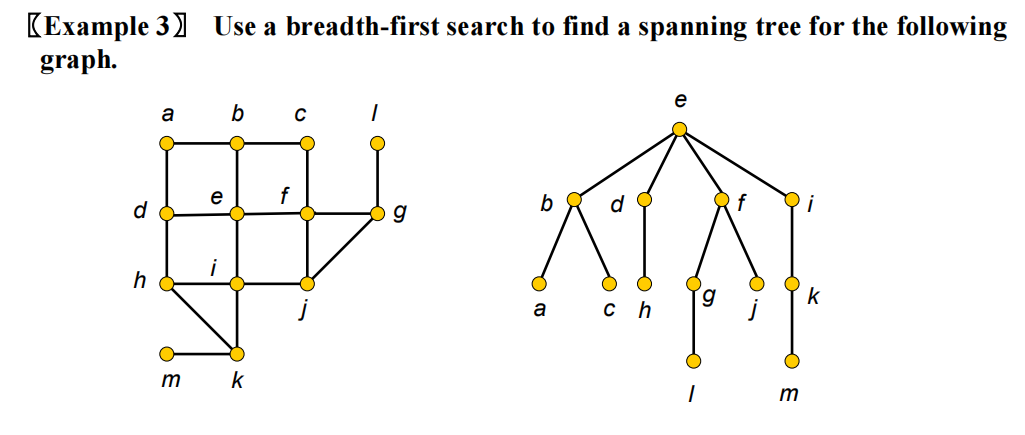 〖Example 3〗 Use a breadth-first search to find a spanning tree for the following
graph.
a b c l
d e f g
h i j
m k
e
b d f i
a c h g j k
l m